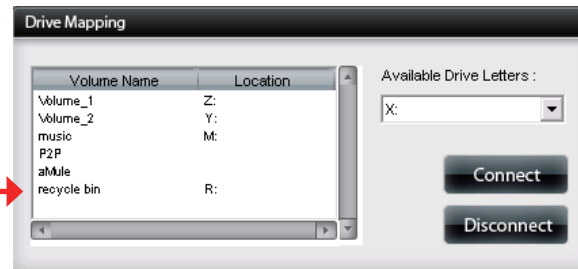 Drive Mapping
Volume Name Location
Volume_1 Z:
Volume_2 Y:
music M:
P2P
aMule
recycle bin R:
Available Drive Letters :
X:
Connect
Disconnect